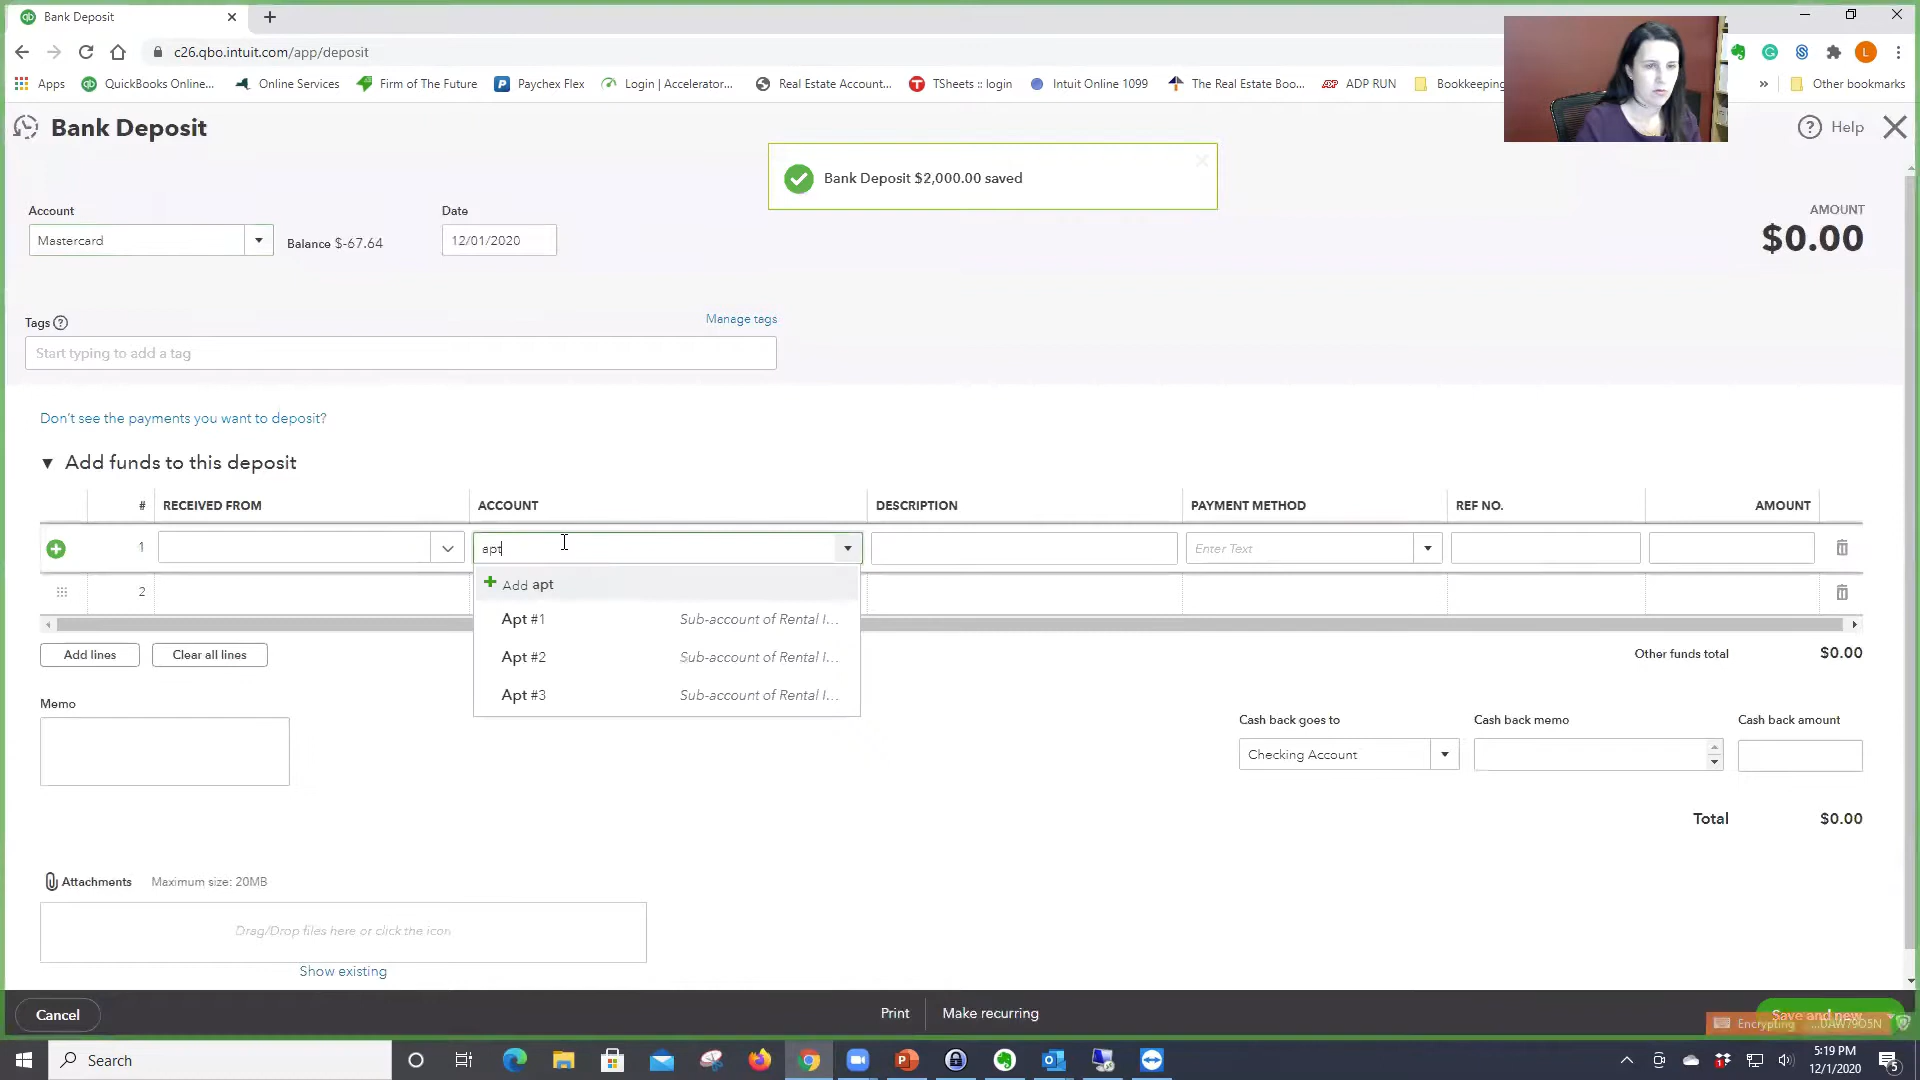 Bank Deposit
c26.qbo.intuit.com/app/deposit
L
Apps
QuickBooks Online...
Online Services
Firm of The Future
Paychex Flex
Login | Accelerator...
Real Estate Account...
TSheets :: login
Intuit Online 1099
The Real Estate Boo...
ADP RUN
Bookkeeping
Other bookmarks
Bank Deposit
Help
Bank Deposit $2,000.00 saved
Account
Date
AMOUNT
Mastercard
Balance $-67.64
12/01/2020
$0.00
Tags
Manage tags
Start typing to add a tag
Don't see the payments you want to deposit?
Add funds to this deposit
# RECEIVED FROM ACCOUNT DESCRIPTION PAYMENT METHOD REF NO. AMOUNT
1 apt Enter Text
Add apt
2
Apt #1 Sub-account of Rental I...
Apt #2 Sub-account of Rental I...
Apt #3 Sub-account of Rental I...
Add lines
Clear all lines
Other funds total $0.00
Memo
Cash back goes to
Cash back memo
Cash back amount
Checking Account
Total $0.00
Attachments Maximum size: 20MB
Drag/Drop files here or click the icon
Show existing
Cancel
Print
Make recurring
Save and new
Encrypting ...DAW79O5N
Search
5:19 PM
12/1/2020
5